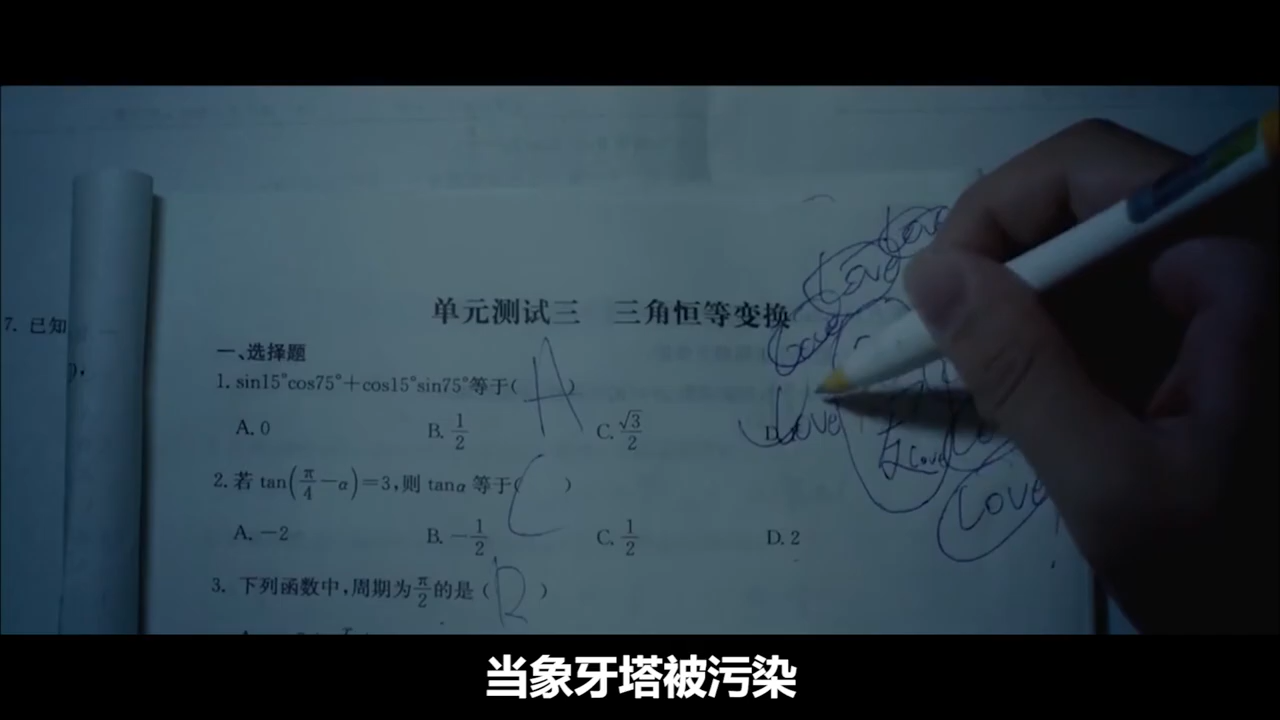 单元测试三 三角恒等变换
7. 已知
一、选择题
1. sin15°cos75°+cos15°sin75°等于( A )
A. 0 B. 1/2 C. √3/2 D.
2. 若 tan(π/4-α)=3,则 tanα 等于( C )
A. -2 B. -1/2 C. 1/2 D. 2
3. 下列函数中,周期为π/2的是( B )
Love
Love
Love
Love
友
Love
Love
当象牙塔被污染